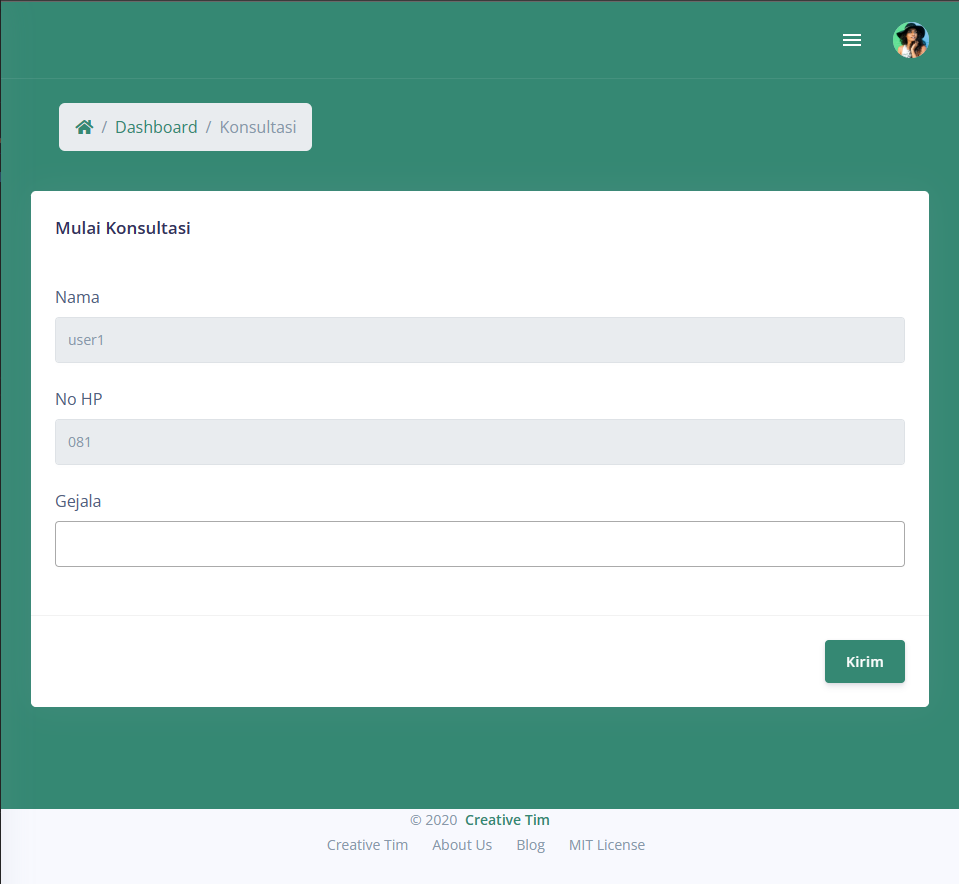 / Dashboard / Konsultasi
Mulai Konsultasi
Nama
user1
No HP
081
Gejala
Kirim
© 2020 Creative Tim
Creative Tim About Us Blog MIT License